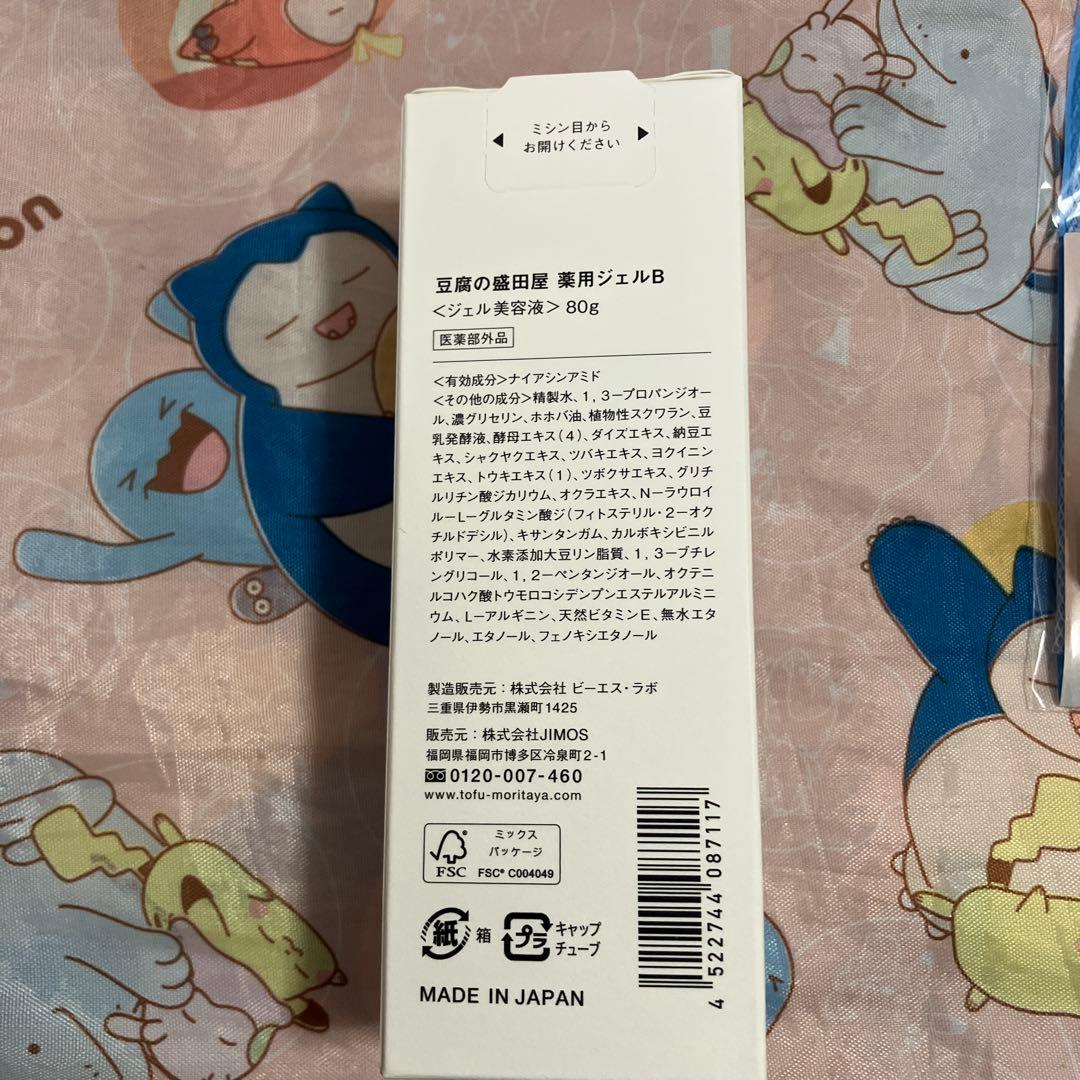 on
ミシン目から
お開けください
豆腐の盛田屋 薬用ジェルB
<ジェル美容液> 80g
医薬部外品
<有効成分>ナイアシンアミド
<その他の成分>精製水、1,3-プロパンジオー
ル、濃グリセリン、ホホバ油、植物性スクワラン、豆
乳発酵液、酵母エキス(4)、ダイズエキス、納豆エ
キス、シャクヤクエキス、ツバキエキス、ヨクイニン
エキス、トウキエキス(1)、ツボクサエキス、グリチ
ルリチン酸ジカリウム、オクラエキス、N-ラウロイ
ル-L-グルタミン酸ジ(フィトステリル・2-オク
チルドデシル)、キサンタンガム、カルボキシビニル
ポリマー、水素添加大豆リン脂質、1,3-ブチレ
ングリコール、1,2-ペンタンジオール、オクテニ
ルコハク酸トウモロコシデンプンエステルアルミニ
ウム、L-アルギニン、天然ビタミンE、無水エタ
ノール、エタノール、フェノキシエタノール
製造販売元:株式会社 ビーエス・ラボ
三重県伊勢市黒瀬町1425
販売元:株式会社JIMOS
福岡県福岡市博多区冷泉町2-1
0120-007-460
www.tofu-moritaya.com
FSC
ミックス
パッケージ
FSC® C004049
紙 箱
プラ キャップ
チューブ
MADE IN JAPAN
4 522744 087117